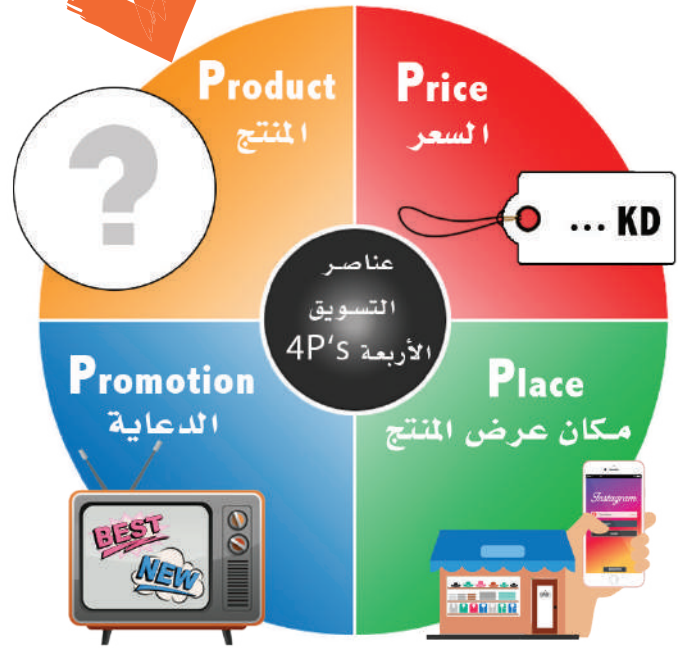 Product
المنتج
Price
السعر
... KD
عناصر
التسويق
الأربعة 4P's
Promotion
الدعاية
BEST
NEW
Place
مكان عرض المنتج
Instagram